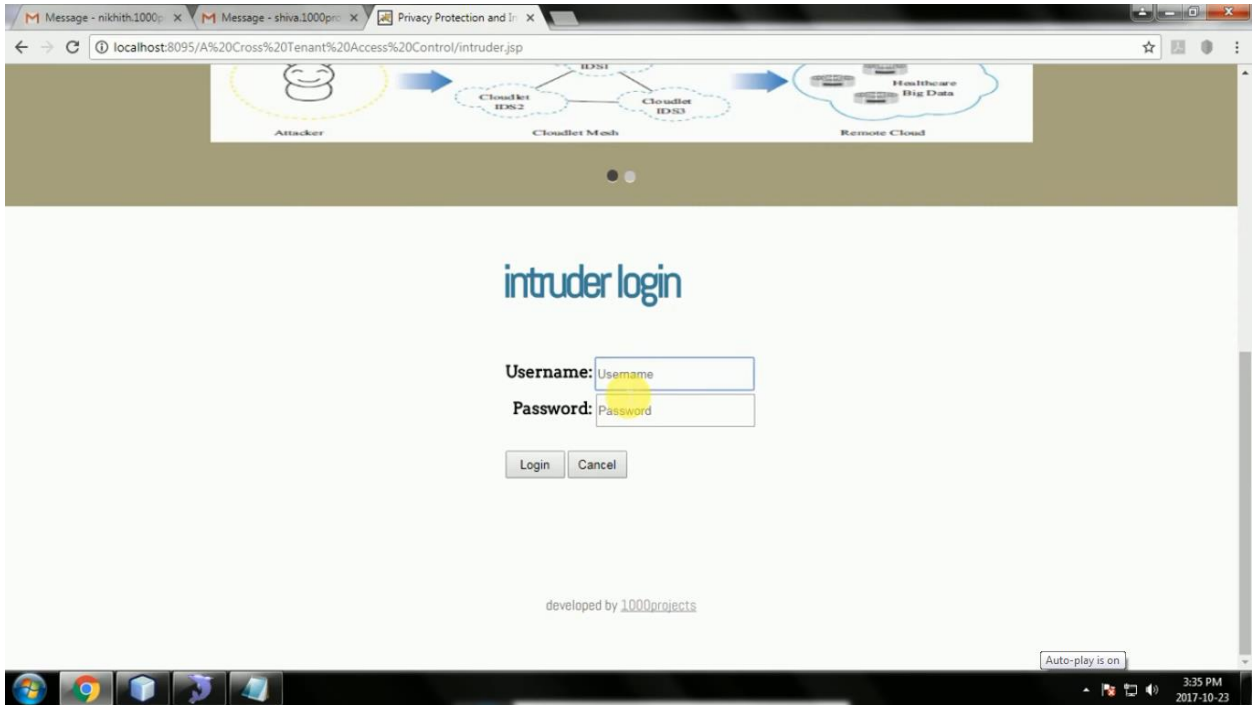 Message - nikhith.1000p
Message - shiva.1000pro
Privacy Protection and In
localhost:8095/A%20Cross%20Tenant%20Access%20Control/intruder.jsp
IDS1
Cloudlet
IDS2
Cloudlet
IDS3
Healthcare
Big Data
Attacker
Cloudlet Mesh
Remote Cloud
intruder login
Username: Username
Password: Password
Login Cancel
developed by 1000projects
Auto-play is on
3:35 PM
2017-10-23